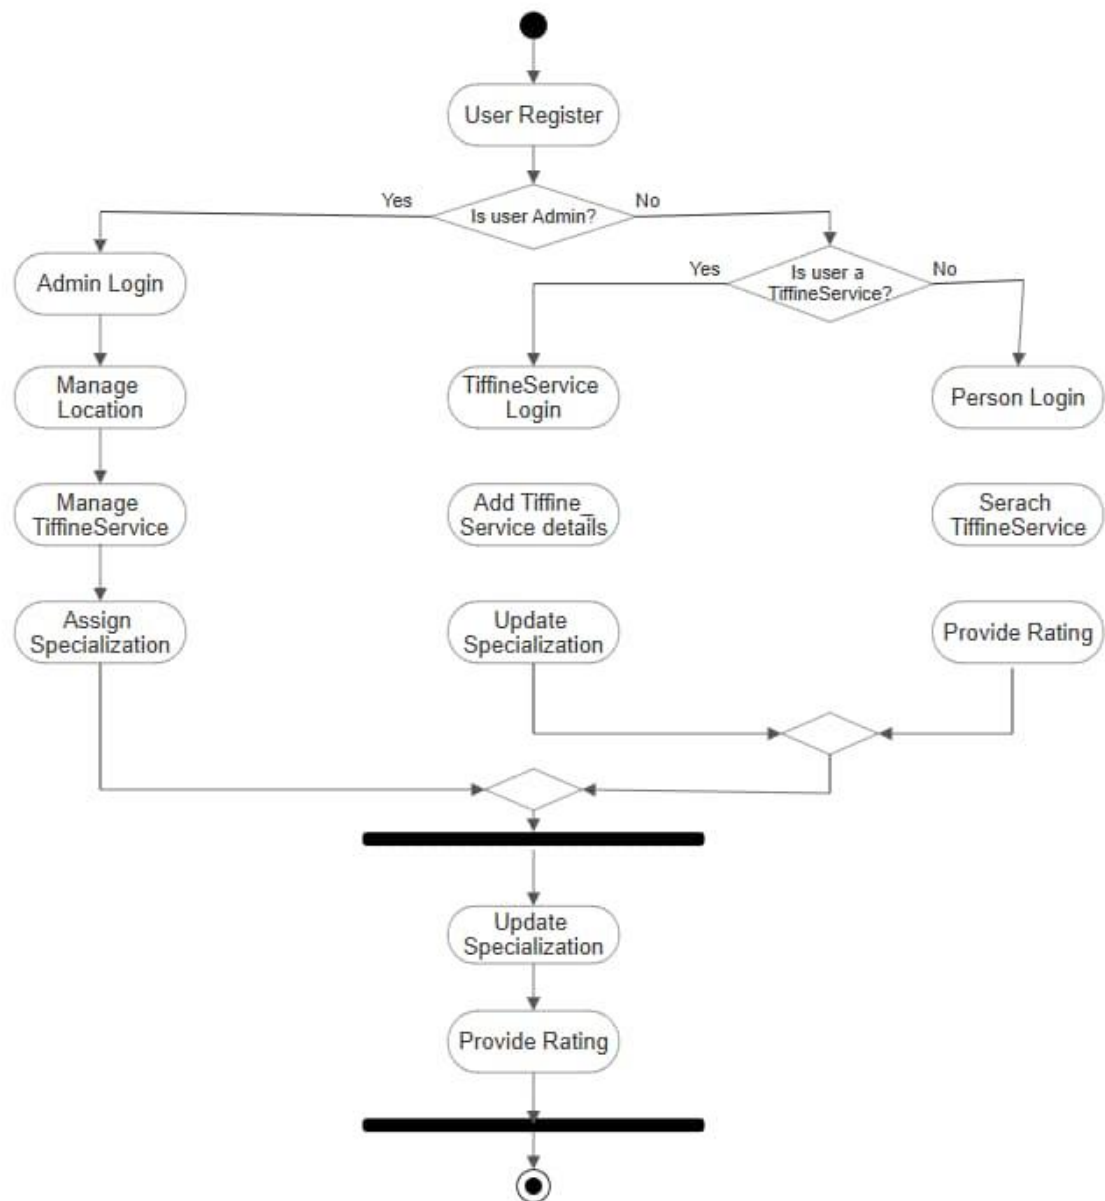 User Register
Yes
Is user Admin?
No
Admin Login
Yes
Is user a
TiffineService?
No
Manage
Location
TiffineService
Login
Person Login
Manage
TiffineService
Add Tiffine_
Service details
Serach
TiffineService
Assign
Specialization
Update
Specialization
Provide Rating
Update
Specialization
Provide Rating